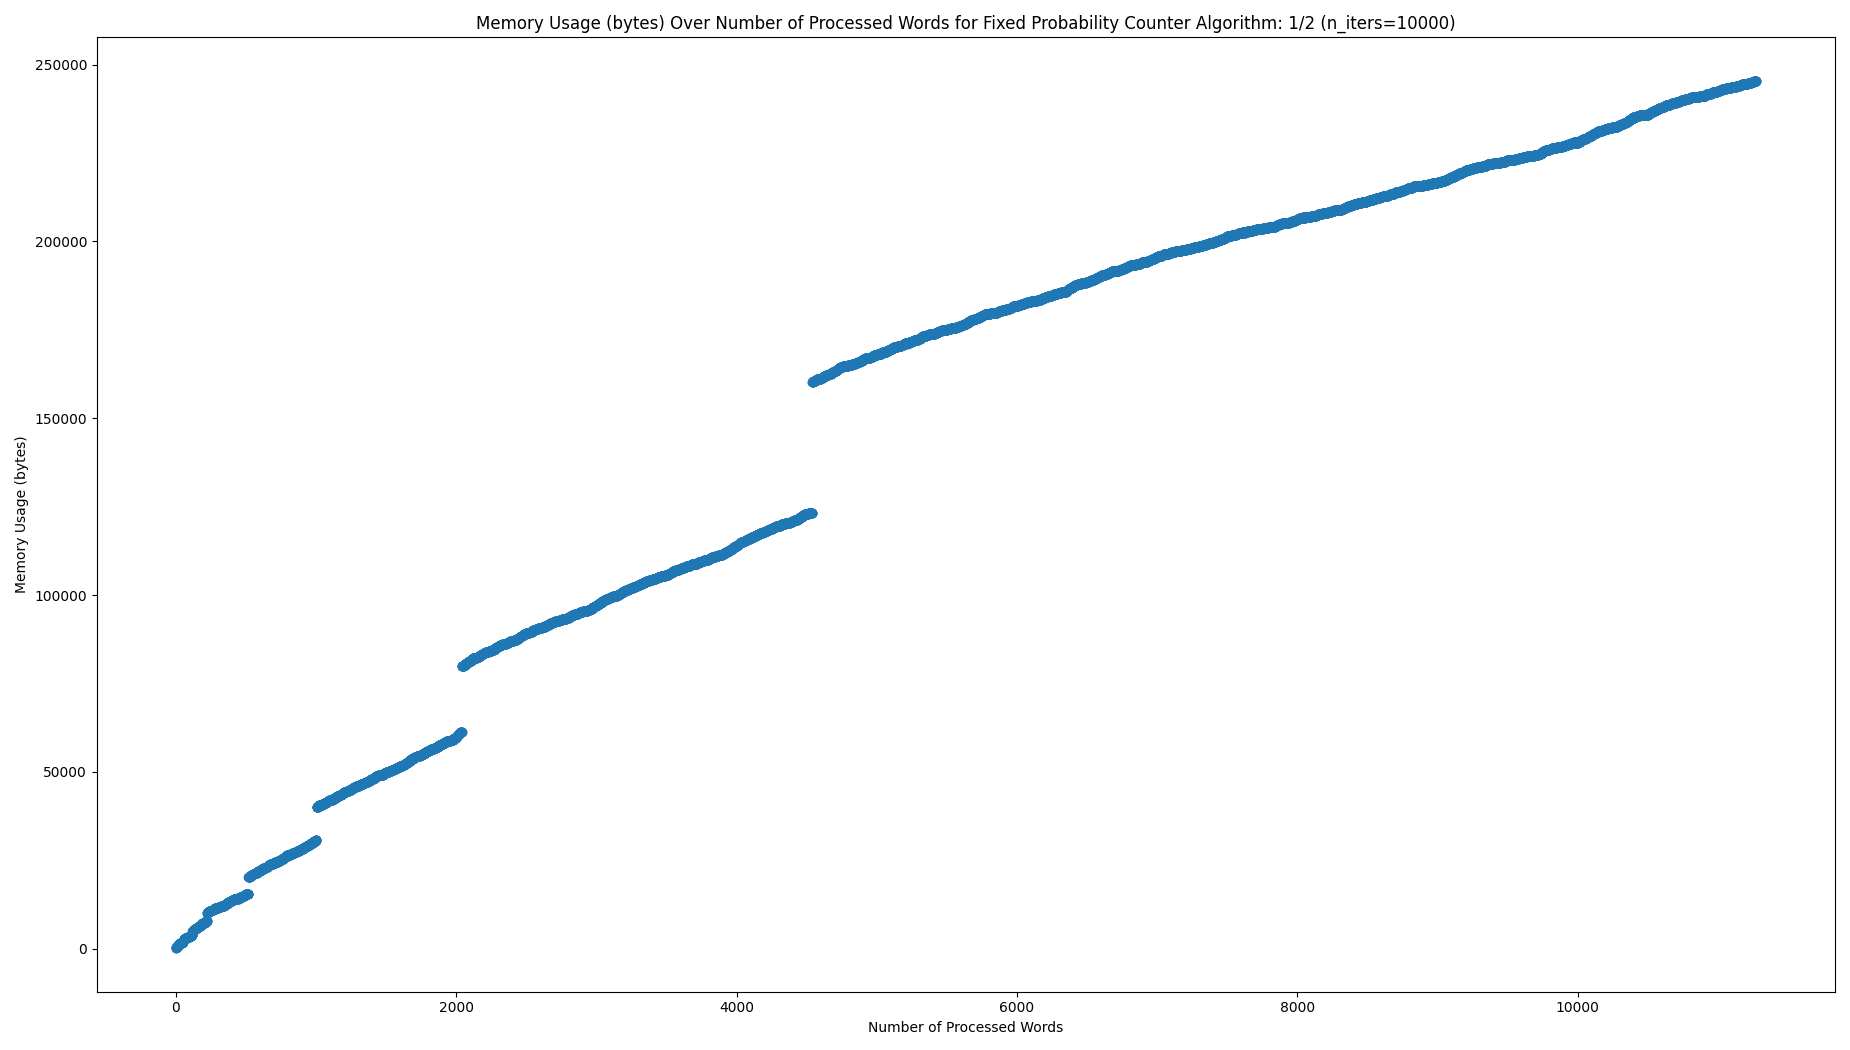 Memory Usage (bytes) Over Number of Processed Words for Fixed Probability Counter Algorithm: 1/2 (n_iters=10000)
250000
200000
150000
100000
50000
0
Memory Usage (bytes)
0 2000 4000 6000 8000 10000
Number of Processed Words